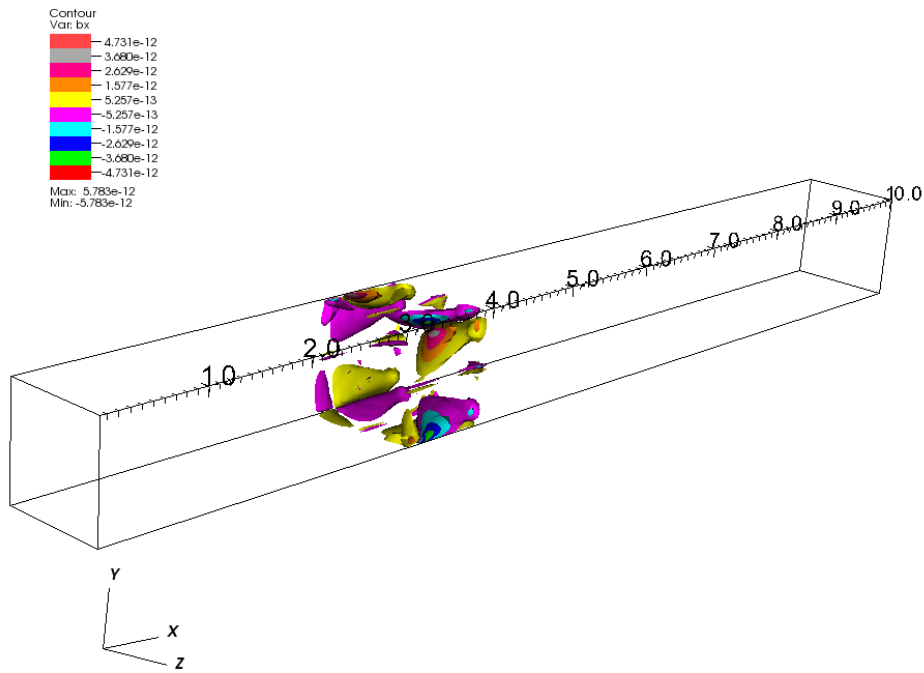 Contour
Var: bx
4.731e-12
3.680e-12
2.629e-12
1.577e-12
5.257e-13
-5.257e-13
-1.577e-12
-2.629e-12
-3.680e-12
-4.731e-12
Max: 5.783e-12
Min: -5.783e-12
10.0
9.0
8.0
7.0
6.0
5.0
4.0
3.0
2.0
1.0
Y
X
Z